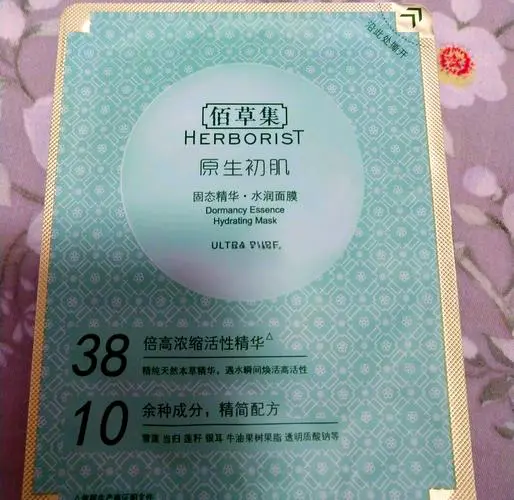 沿此处撕开
佰草集
HERBORIST
原生初肌
固态精华·水润面膜
Dormancy Essence
Hydrating Mask
ULTRA PURE
38 倍高浓缩活性精华△
精纯天然本草精华，遇水瞬间焕活高活性
10 余种成分，精简配方
雪莲 当归 莲籽 银耳 牛油果树果脂 透明质酸钠等